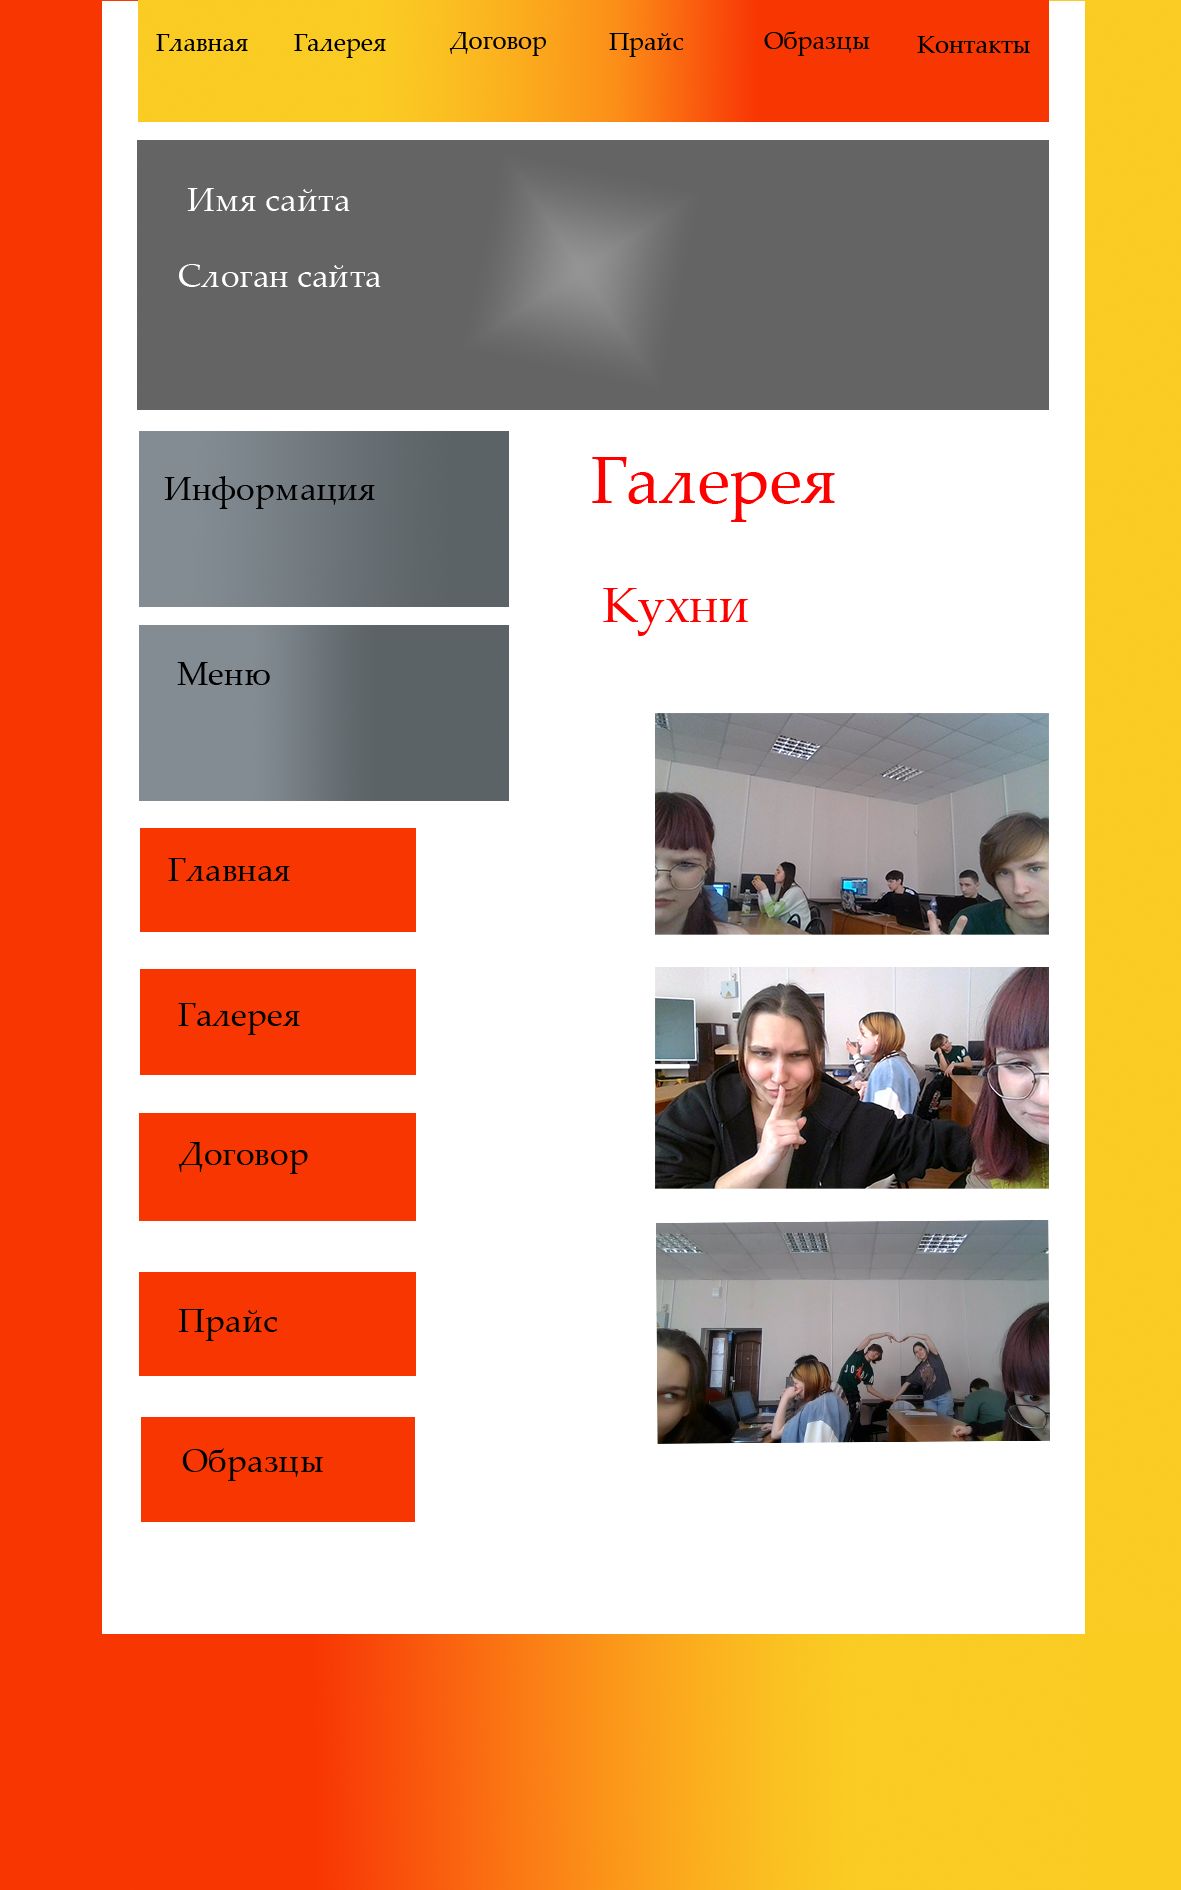 Главная Галерея Договор Прайс Образцы Контакты
Имя сайта
Слоган сайта
Информация
Меню
Главная
Галерея
Договор
Прайс
Образцы
Галерея
Кухни